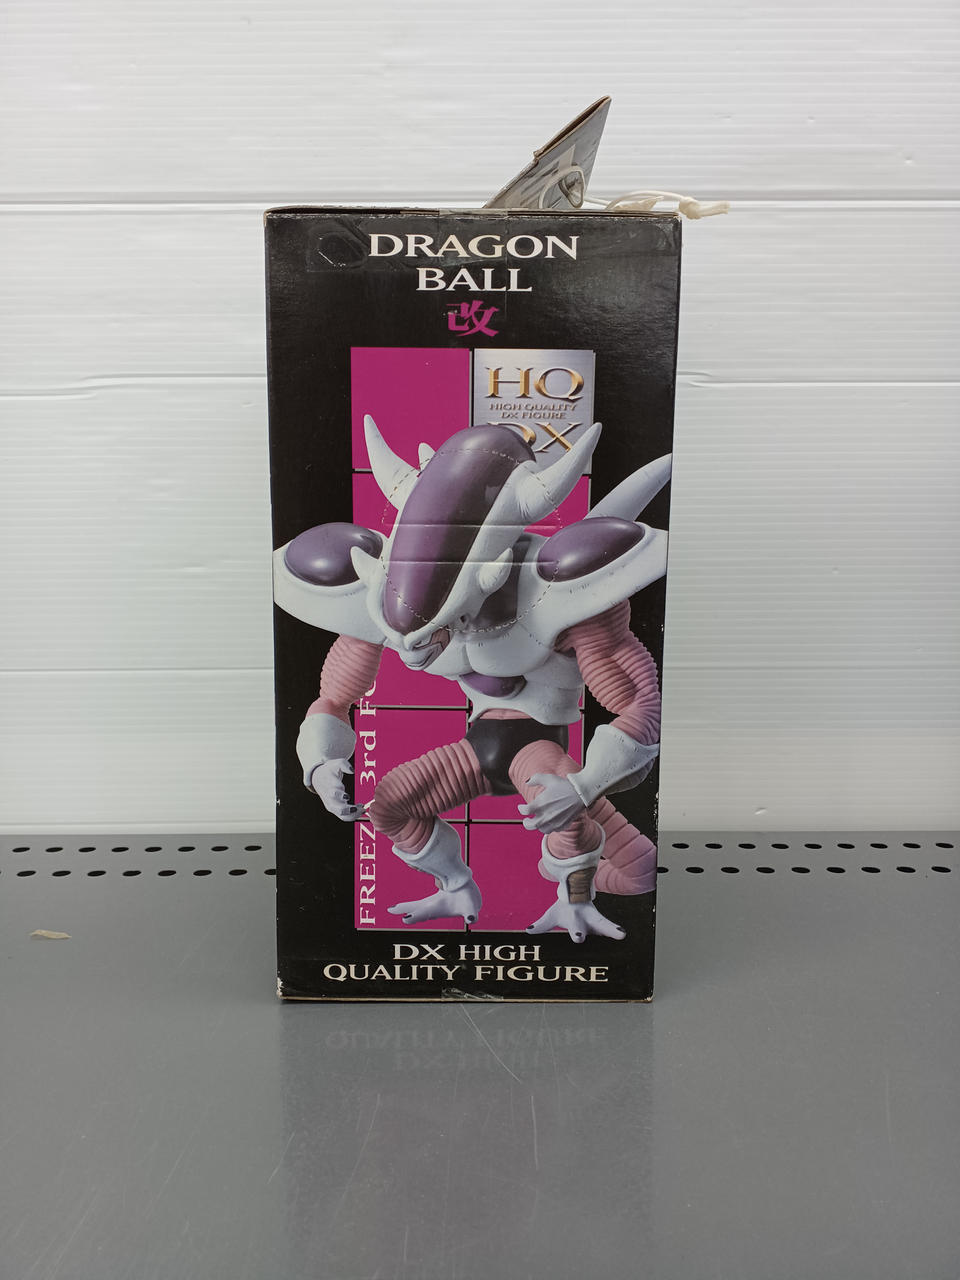 DRAGON
BALL
改
HQ
HIGH QUALITY
DX FIGURE
DX
FREEZA 3rd
DX HIGH
QUALITY FIGURE